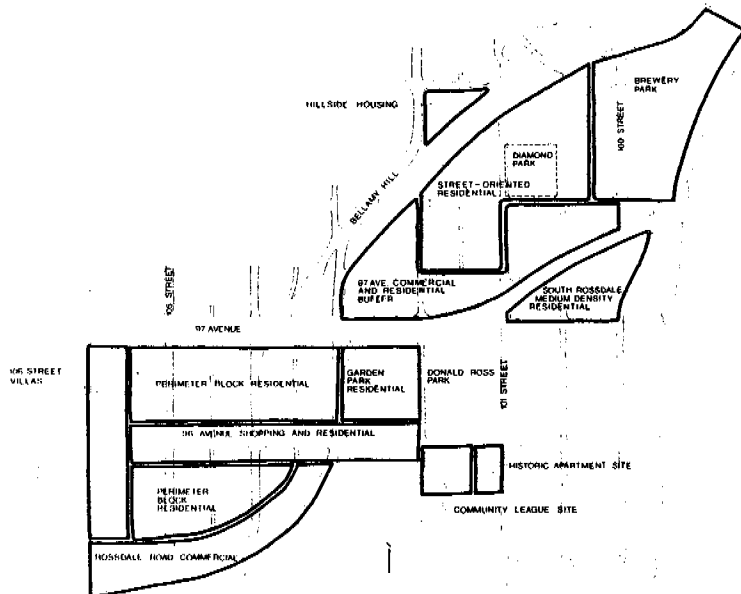 BREWERY
PARK
100 STREET
HILLSIDE HOUSING
DIAMOND
PARK
STREET-ORIENTED
RESIDENTIAL
BELLAMY HILL
97 AVE. COMMERCIAL
AND RESIDENTIAL
BUFEFR
SOUTH ROSSDALE
MEDIUM DENSITY
RESIDENTIAL
105 STREET
97 AVENUE
106 STREET
VILLAS
PERIMETER BLOCK RESIDENTIAL
GARDEN
PARK
RESIDENTIAL
DONALD ROSS
PARK
101 STREET
96 AVENUE SHOPPING AND RESIDENTIAL
HISTORIC APARTMENT SITE
PERIMETER
BLOCK
RESIDENTIAL
COMMUNITY LEAGUE SITE
ROSSDALE ROAD COMMERCIAL